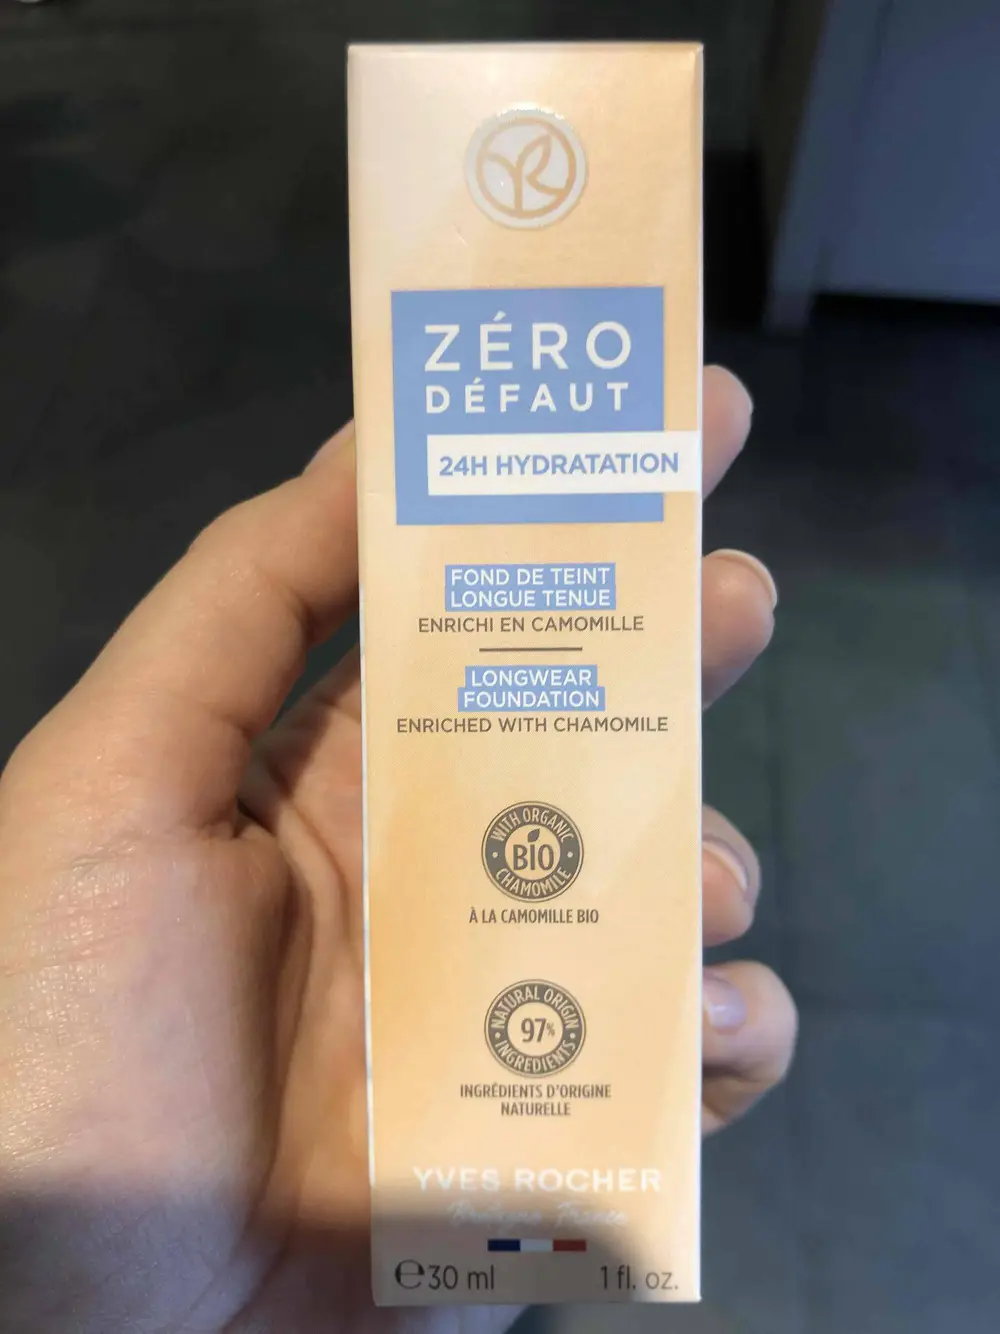 ZÉRO
DÉFAUT
24H HYDRATATION
FOND DE TEINT
LONGUE TENUE
ENRICHI EN CAMOMILLE
LONGWEAR
FOUNDATION
ENRICHED WITH CHAMOMILE
WITH ORGANIC
BIO
CHAMOMILE
À LA CAMOMILLE BIO
NATURAL ORIGIN
97%
INGREDIENTS
INGRÉDIENTS D'ORIGINE
NATURELLE
YVES ROCHER
Bretagne France
℮30 ml 1 fl. oz.